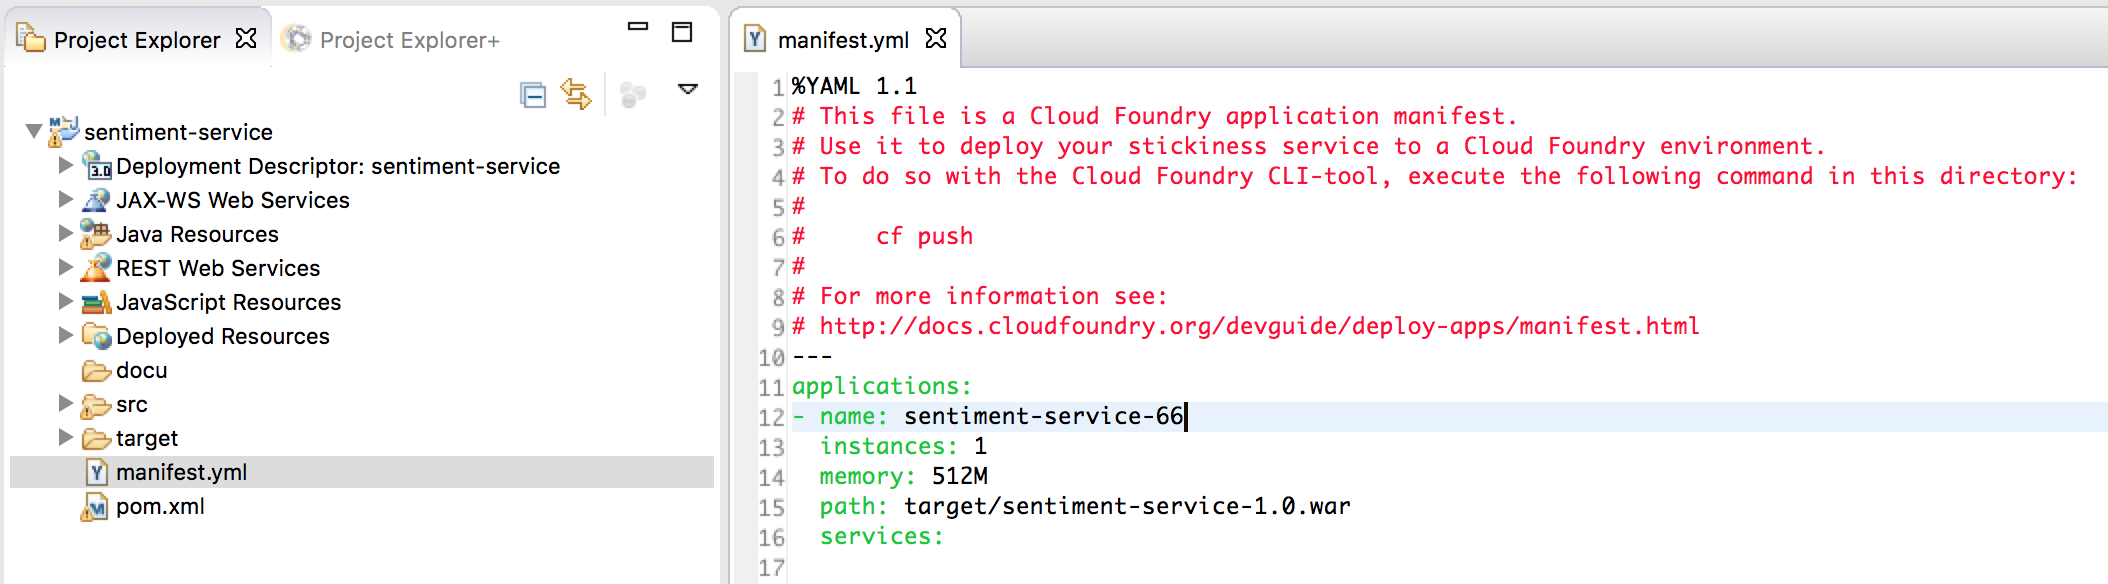 Project Explorer
Project Explorer+
sentiment-service
Deployment Descriptor: sentiment-service
JAX-WS Web Services
Java Resources
REST Web Services
JavaScript Resources
Deployed Resources
docu
src
target
manifest.yml
pom.xml
manifest.yml
1 %YAML 1.1
2 # This file is a Cloud Foundry application manifest.
3 # Use it to deploy your stickiness service to a Cloud Foundry environment.
4 # To do so with the Cloud Foundry CLI-tool, execute the following command in this directory:
5 #
6 #     cf push
7 #
8 # For more information see:
9 # http://docs.cloudfoundry.org/devguide/deploy-apps/manifest.html
10 ---
11 applications:
12 - name: sentiment-service-66
13   instances: 1
14   memory: 512M
15   path: target/sentiment-service-1.0.war
16   services:
17